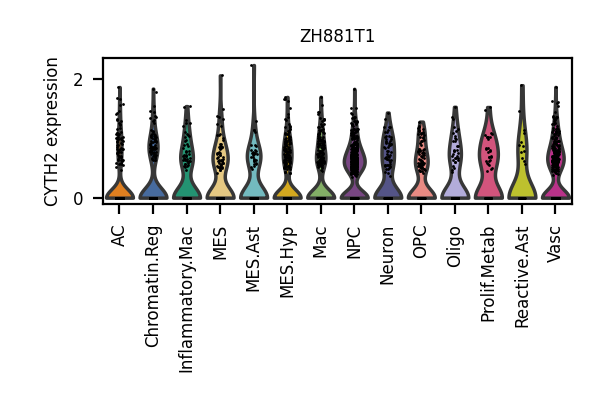 ZH881T1
CYTH2 expression
2
0
AC
Chromatin.Reg
Inflammatory.Mac
MES
MES.Ast
MES.Hyp
Mac
NPC
Neuron
OPC
Oligo
Prolif.Metab
Reactive.Ast
Vasc